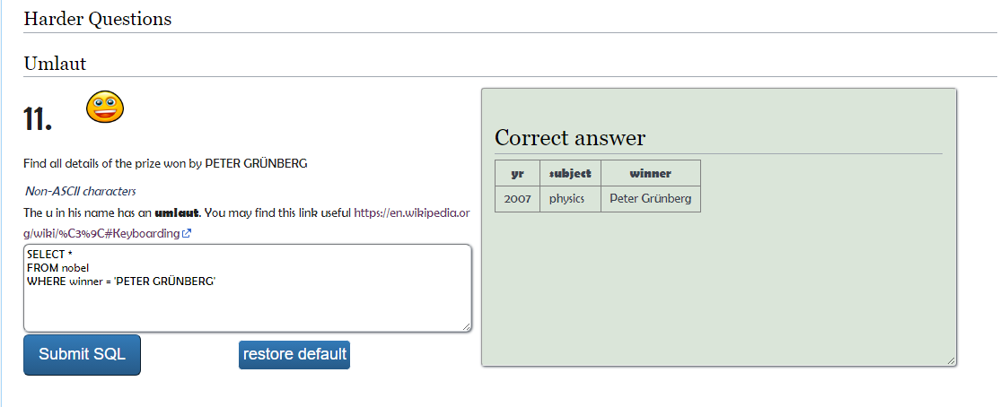 Harder Questions
Umlaut
11.
Find all details of the prize won by PETER GRÜNBERG
Non-ASCII characters
The u in his name has an umlaut. You may find this link useful https://en.wikipedia.or
g/wiki/%C3%9C#Keyboarding
SELECT *
FROM nobel
WHERE winner = 'PETER GRÜNBERG'
Submit SQL
restore default
Correct answer
yr subject winner
2007 physics Peter Grünberg